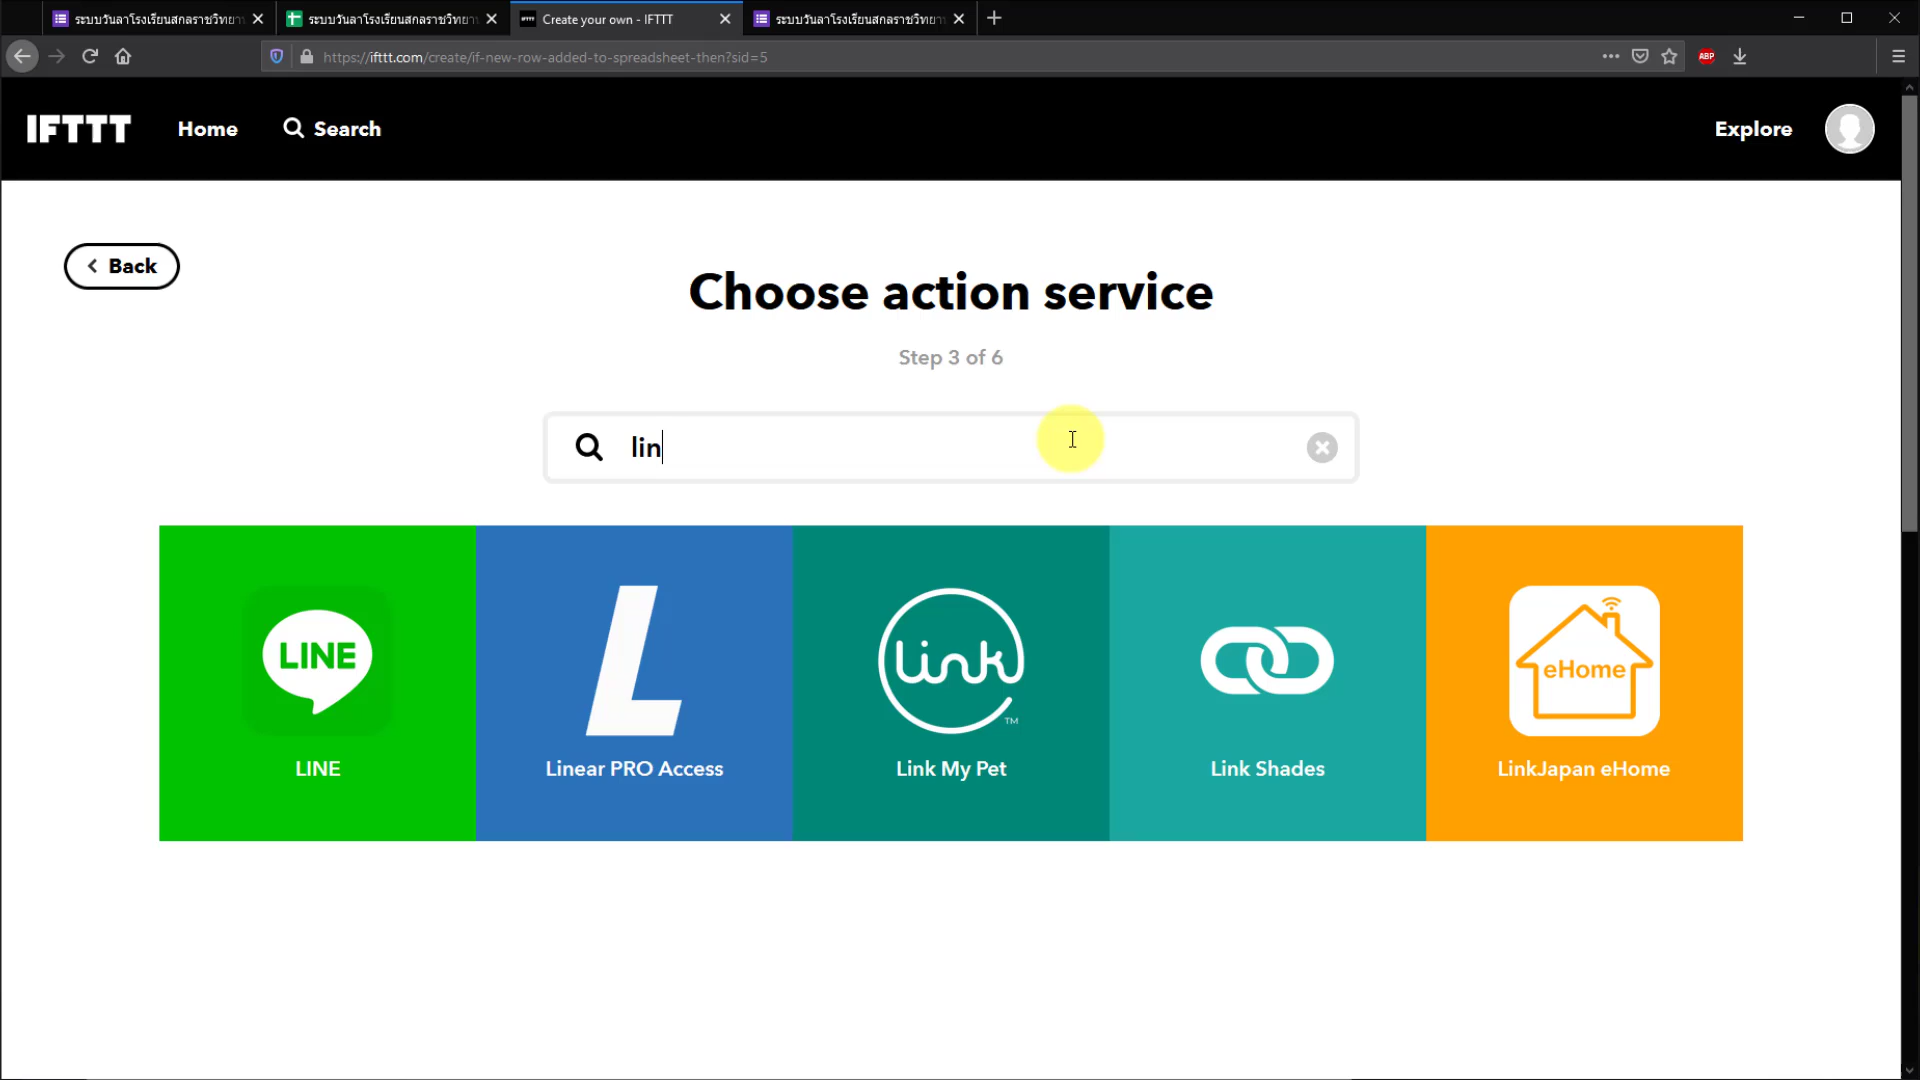 ระบบวันลาโรงเรียนสกลราชวิทยา
ระบบวันลาโรงเรียนสกลราชวิทยา
Create your own - IFTTT
ระบบวันลาโรงเรียนสกลราชวิทยา
https://ifttt.com/create/if-new-row-added-to-spreadsheet-then?sid=5
ABP
IFTTT
Home
Search
Explore
Back
Choose action service
Step 3 of 6
lin
LINE
L
Link
TM
eHome
LINE
Linear PRO Access
Link My Pet
Link Shades
LinkJapan eHome